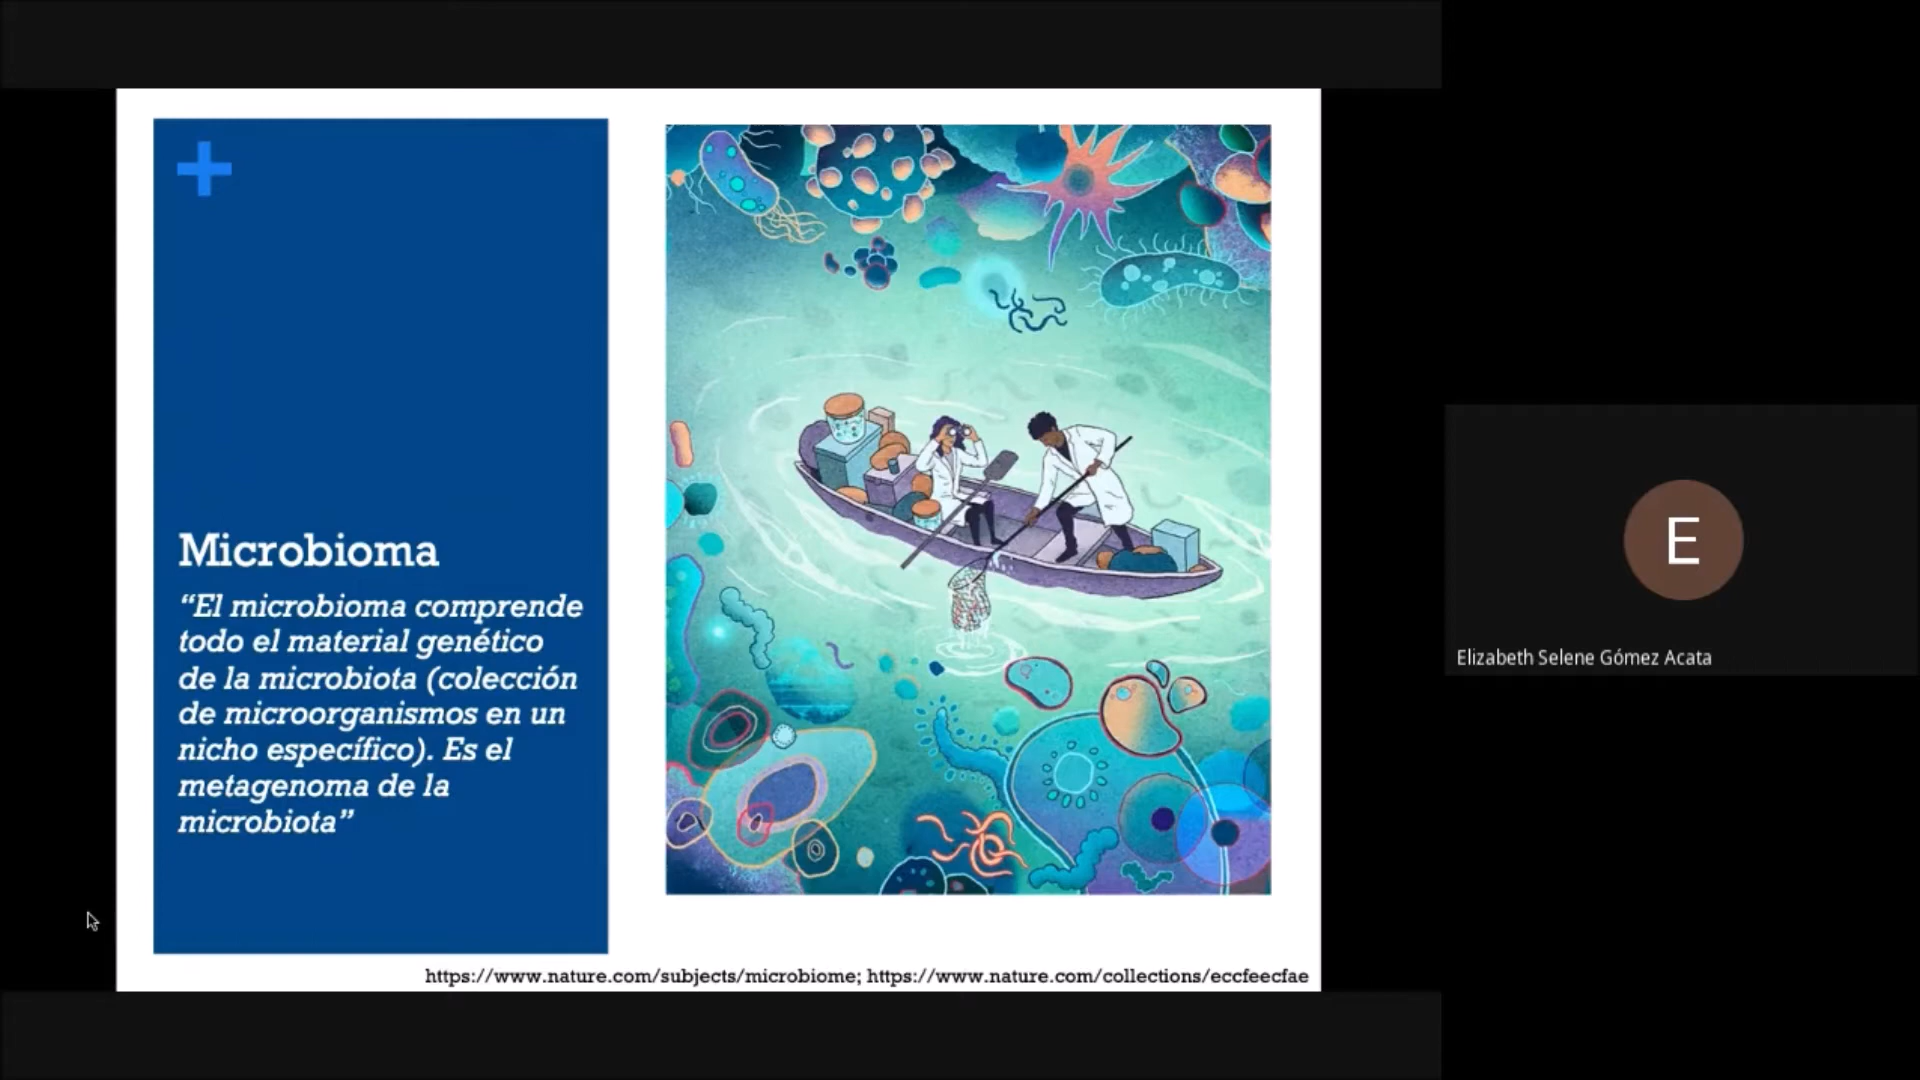 Microbioma
“El microbioma comprende
todo el material genético
de la microbiota (colección
de microorganismos en un
nicho específico). Es el
metagenoma de la
microbiota”
https://www.nature.com/subjects/microbiome; https://www.nature.com/collections/eccfeecfae
E
Elizabeth Selene Gómez Acata